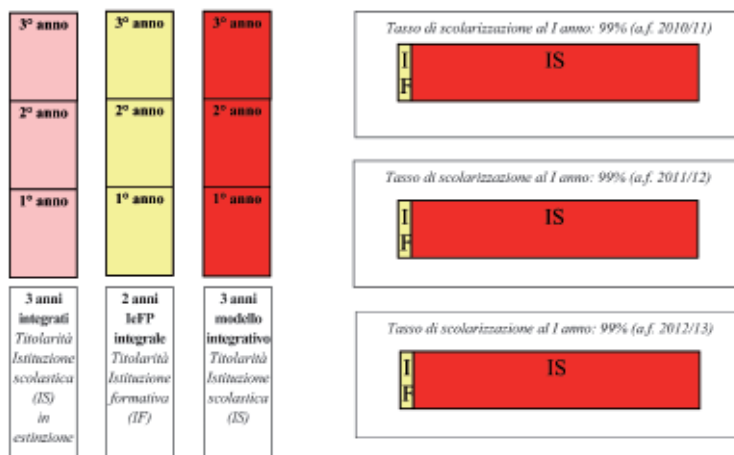 3° anno
2° anno
1° anno
3 anni
integrati
Titolarità
Istituzione
scolastica
(IS)
in
estinzione
3° anno
2° anno
1° anno
2 anni
IeFP
integrale
Titolarità
Istituzione
formativa
(IF)
3° anno
2° anno
1° anno
3 anni
modello
integrativo
Titolarità
Istituzione
scolastica
(IS)
Tasso di scolarizzazione al I anno: 99% (a.f. 2010/11)
I
F
IS
Tasso di scolarizzazione al I anno: 99% (a.f. 2011/12)
I
F
IS
Tasso di scolarizzazione al I anno: 99% (a.f. 2012/13)
I
F
IS